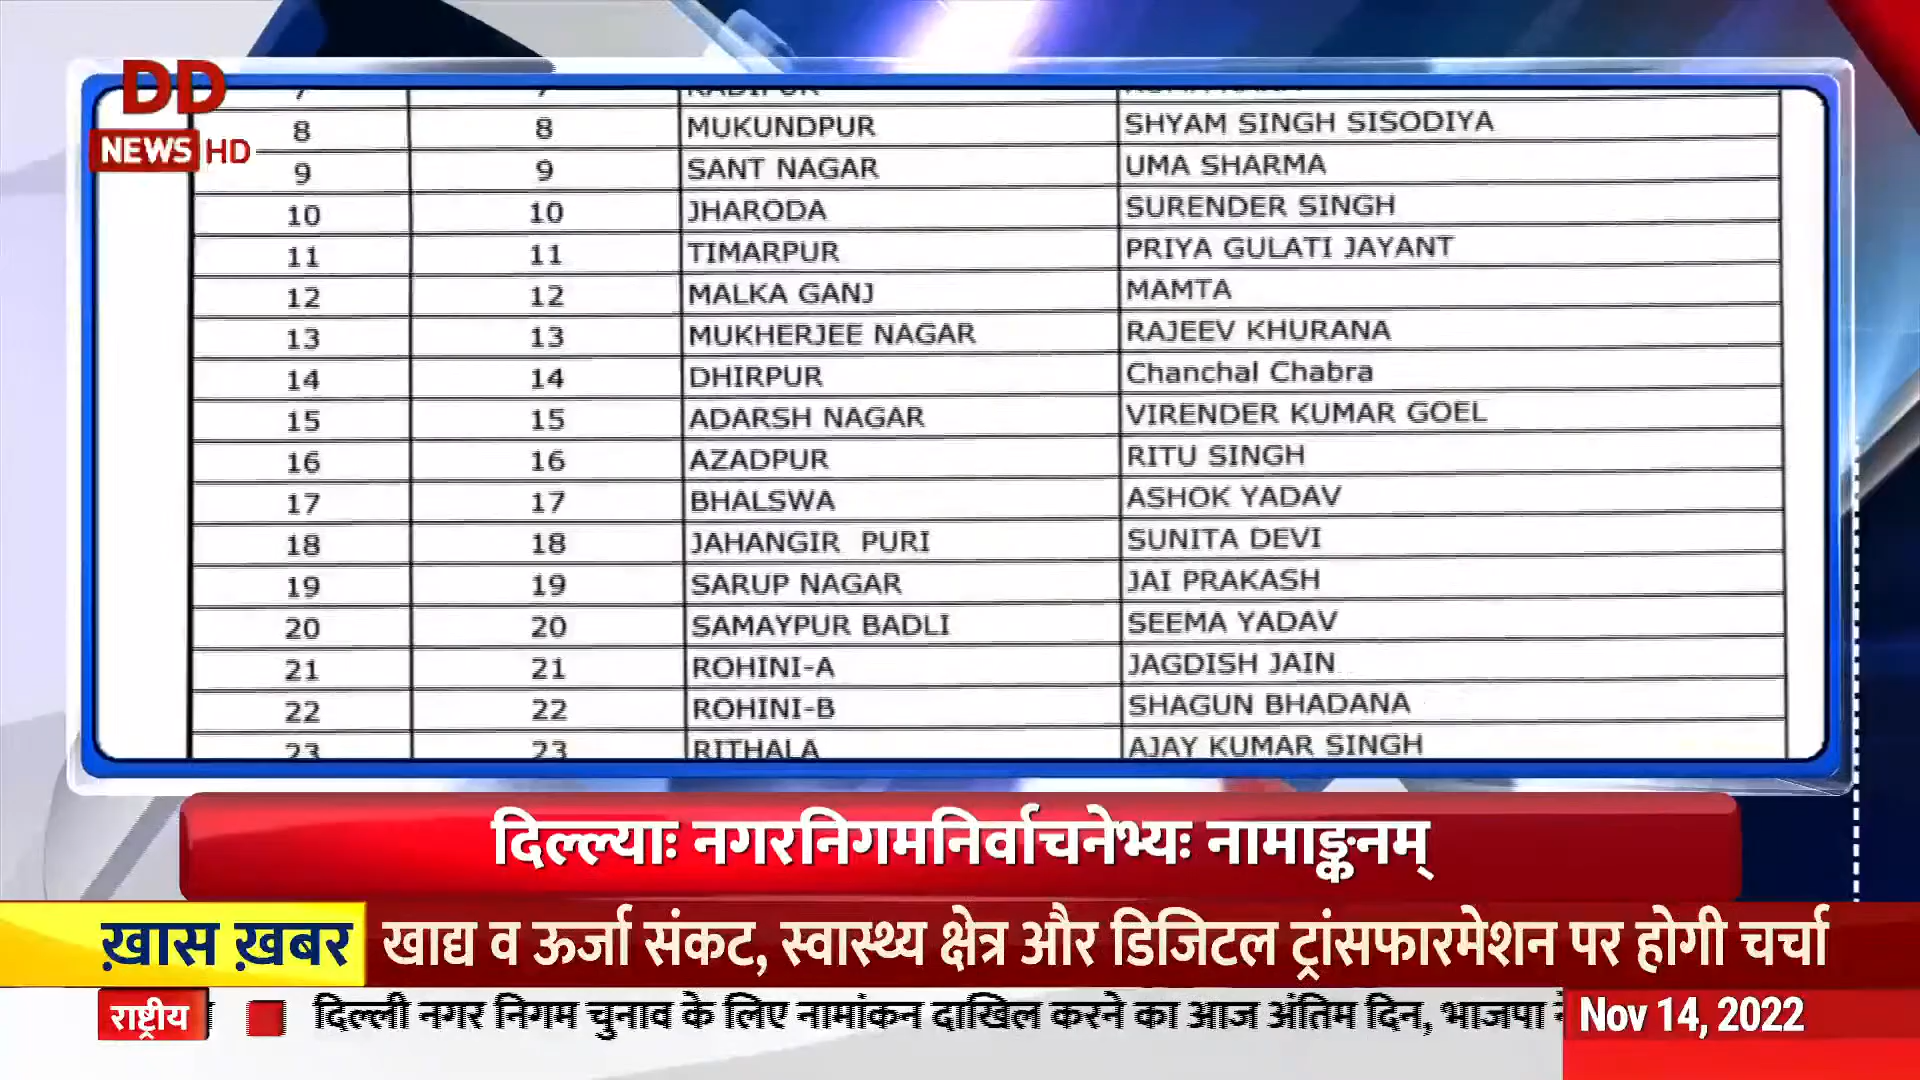 DD
NEWS HD
8 8 MUKUNDPUR SHYAM SINGH SISODIYA
9 9 SANT NAGAR UMA SHARMA
10 10 JHARODA SURENDER SINGH
11 11 TIMARPUR PRIYA GULATI JAYANT
12 12 MALKA GANJ MAMTA
13 13 MUKHERJEE NAGAR RAJEEV KHURANA
14 14 DHIRPUR Chanchal Chabra
15 15 ADARSH NAGAR VIRENDER KUMAR GOEL
16 16 AZADPUR RITU SINGH
17 17 BHALSWA ASHOK YADAV
18 18 JAHANGIR PURI SUNITA DEVI
19 19 SARUP NAGAR JAI PRAKASH
20 20 SAMAYPUR BADLI SEEMA YADAV
21 21 ROHINI-A JAGDISH JAIN
22 22 ROHINI-B SHAGUN BHADANA
23 23 RITHALA AJAY KUMAR SINGH
दिल्ल्याः नगरनिगमनिर्वाचनेभ्यः नामाङ्कनम्
ख़ास ख़बर खाद्य व ऊर्जा संकट, स्वास्थ्य क्षेत्र और डिजिटल ट्रांसफारमेशन पर होगी चर्चा
राष्ट्रीय दिल्ली नगर निगम चुनाव के लिए नामांकन दाखिल करने का आज अंतिम दिन, भाजपा Nov 14, 2022